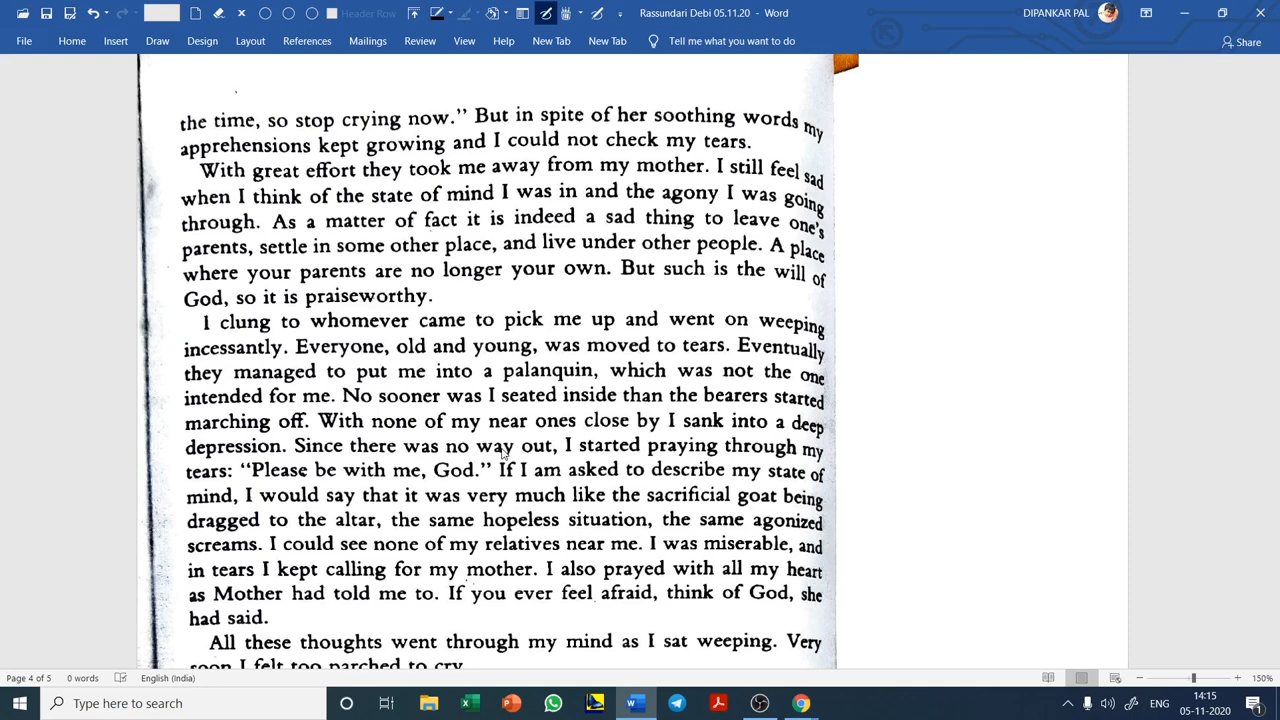 Header Row
Rassundari Debi 05.11.20 - Word
DIPANKAR PAL
File Home Insert Draw Design Layout References Mailings Review View Help New Tab New Tab Tell me what you want to do Share
the time, so stop crying now." But in spite of her soothing words my
apprehensions kept growing and I could not check my tears.
With great effort they took me away from my mother. I still feel sad
when I think of the state of mind I was in and the agony I was going
through. As a matter of fact it is indeed a sad thing to leave one's
parents, settle in some other place, and live under other people. A place
where your parents are no longer your own. But such is the will of
God, so it is praiseworthy.
I clung to whomever came to pick me up and went on weeping
incessantly. Everyone, old and young, was moved to tears. Eventually
they managed to put me into a palanquin, which was not the one
intended for me. No sooner was I seated inside than the bearers started
marching off. With none of my near ones close by I sank into a deep
depression. Since there was no way out, I started praying through my
tears: "Please be with me, God." If I am asked to describe my state of
mind, I would say that it was very much like the sacrificial goat being
dragged to the altar, the same hopeless situation, the same agonized
screams. I could see none of my relatives near me. I was miserable, and
in tears I kept calling for my mother. I also prayed with all my heart
as Mother had told me to. If you ever feel afraid, think of God, she
had said.
All these thoughts went through my mind as I sat weeping. Very
soon I felt too parched to cry.
Page 4 of 5 0 words English (India) 150%
Type here to search
ENG
14:15
05-11-2020